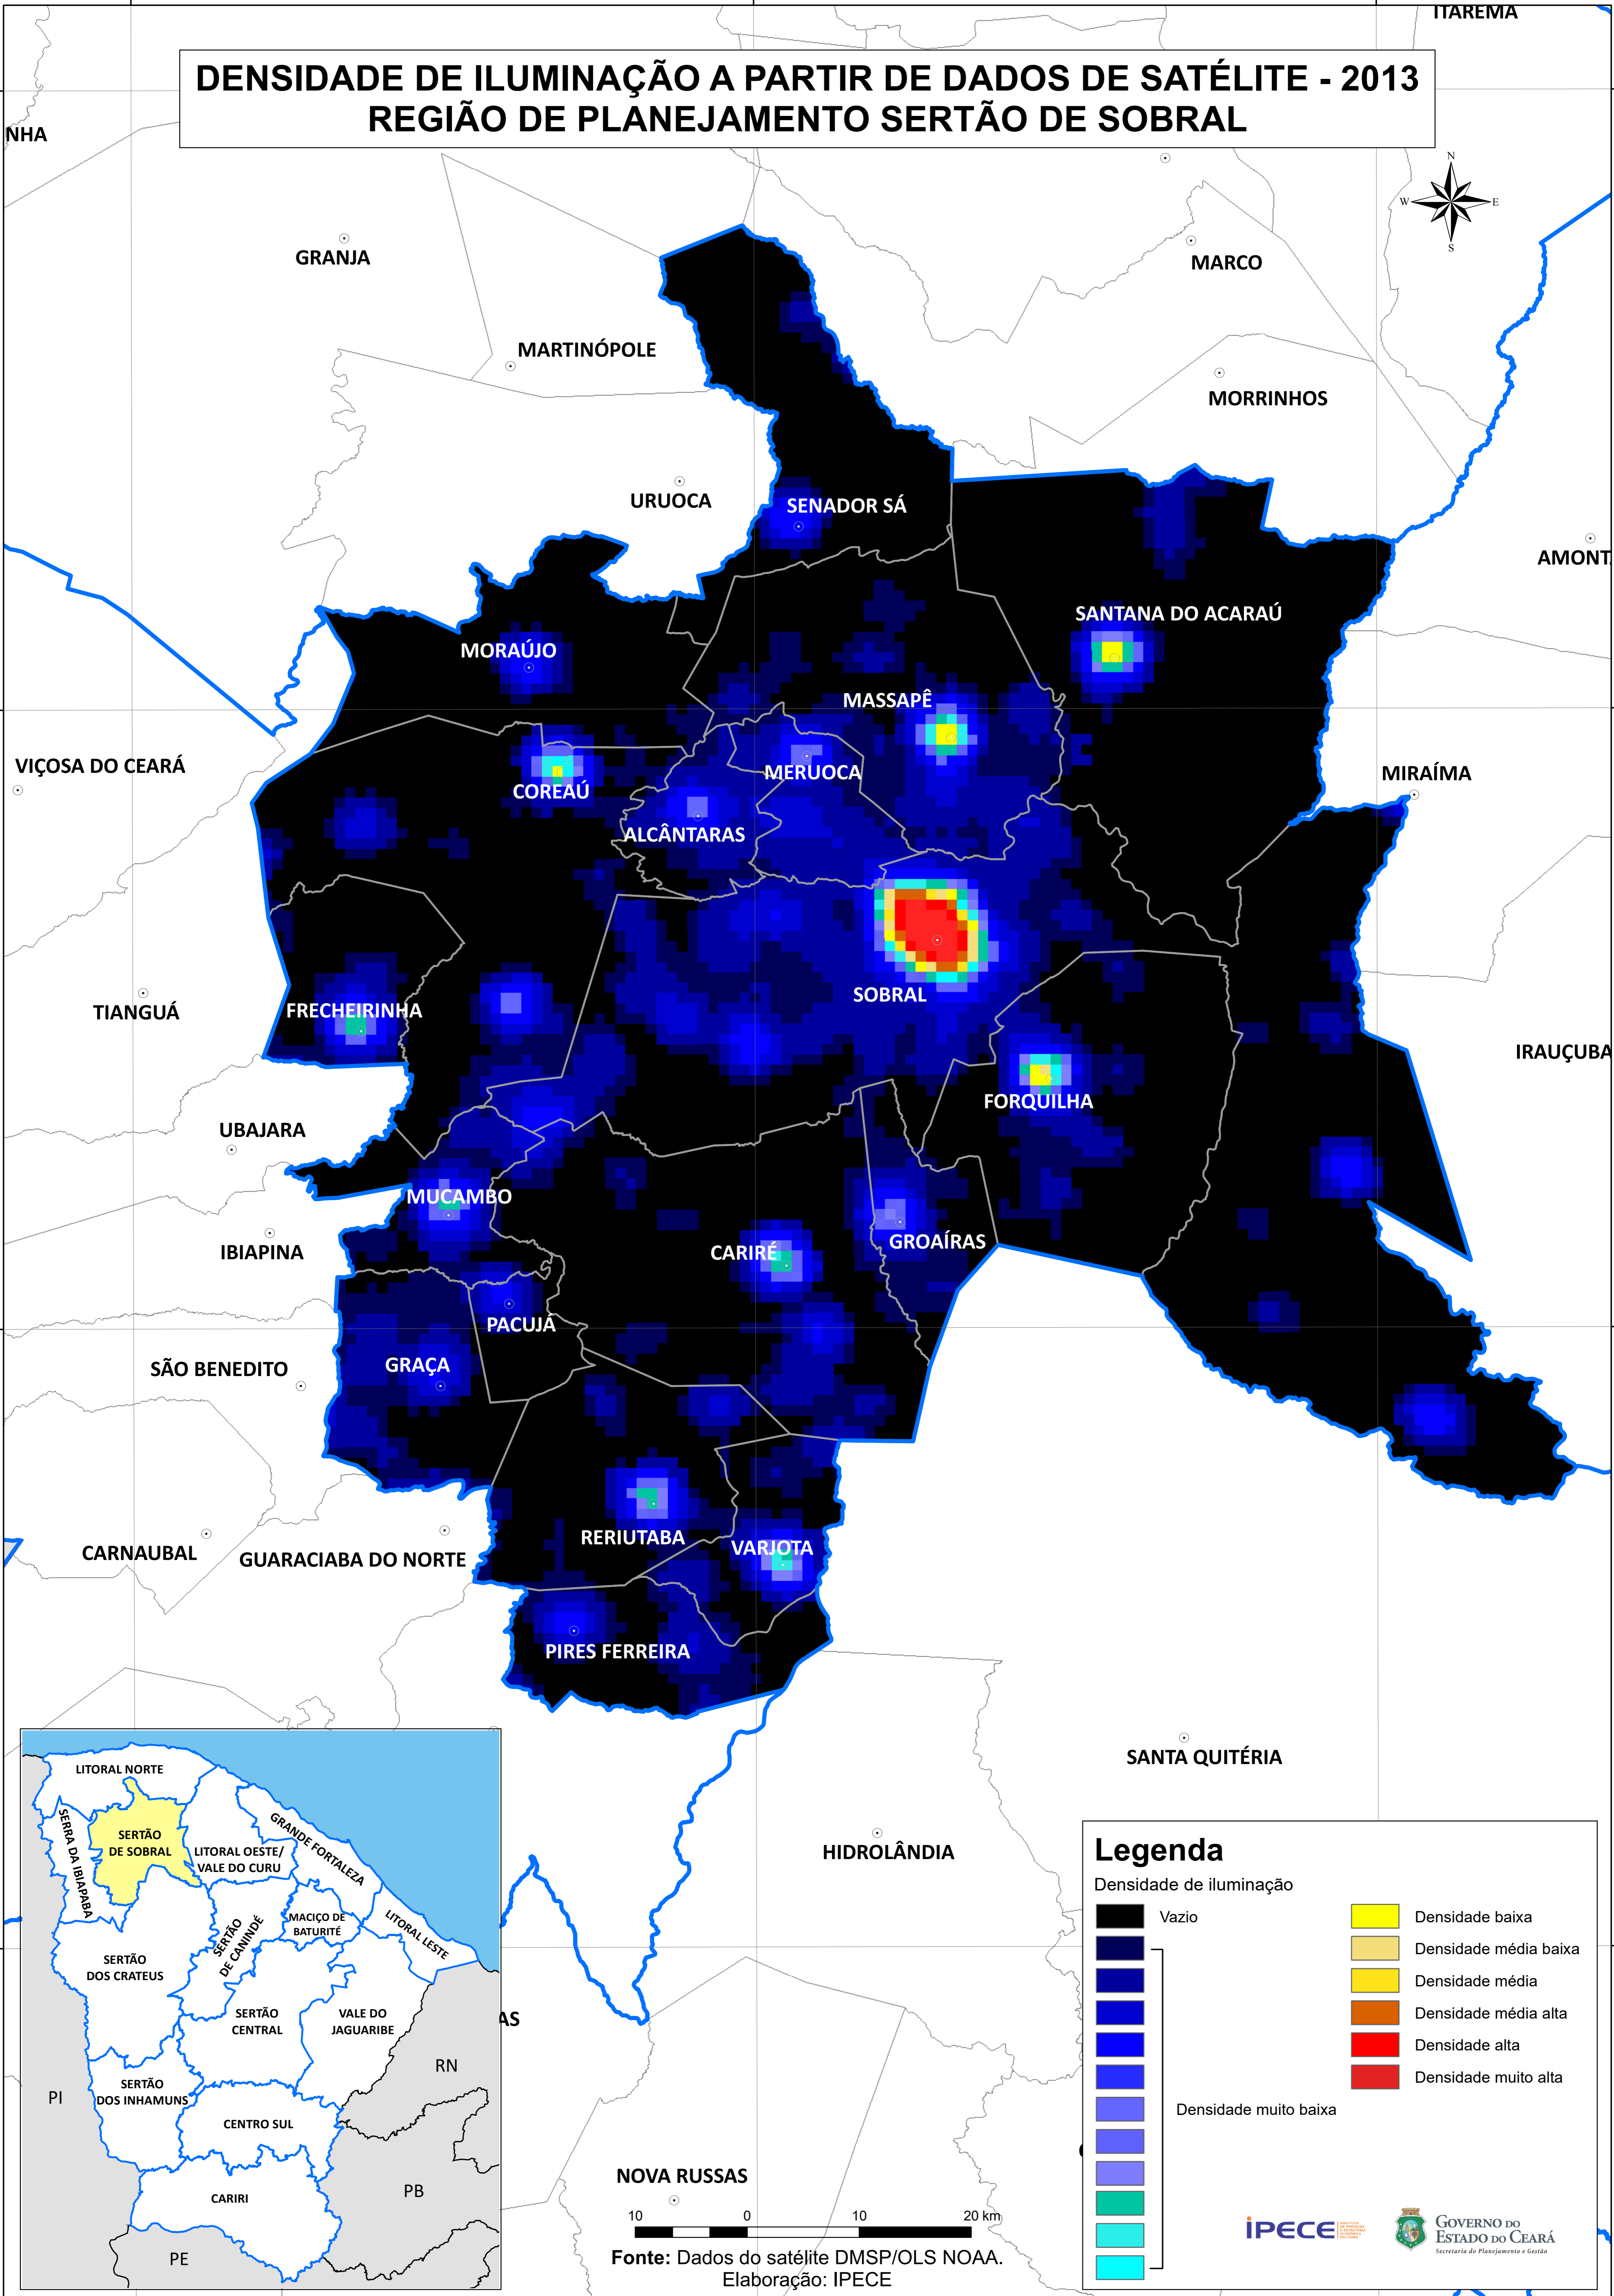 ITAREMA
DENSIDADE DE ILUMINAÇÃO A PARTIR DE DADOS DE SATÉLITE - 2013
REGIÃO DE PLANEJAMENTO SERTÃO DE SOBRAL
NHA
N
W
E
S
GRANJA
MARCO
MARTINÓPOLE
MORRINHOS
URUOCA
SENADOR SÁ
AMONT
SANTANA DO ACARAÚ
MORAÚJO
MASSAPÊ
VIÇOSA DO CEARÁ
MERUOCA
MIRAÍMA
COREAÚ
ALCÂNTARAS
SOBRAL
TIANGUÁ
FRECHEIRINHA
IRAUÇUBA
FORQUILHA
UBAJARA
MUCAMBO
GROAÍRAS
IBIAPINA
CARIRÉ
PACUJÁ
SÃO BENEDITO
GRAÇA
RERIUTABA
VARJOTA
CARNAUBAL
GUARACIABA DO NORTE
PIRES FERREIRA
SANTA QUITÉRIA
HIDROLÂNDIA
AS
NOVA RUSSAS
LITORAL NORTE
SERRA DA IBIAPABA
SERTÃO
DE SOBRAL
LITORAL OESTE/
VALE DO CURU
GRANDE FORTALEZA
MACIÇO DE
BATURITÉ
SERTÃO
DE CANINDÉ
LITORAL LESTE
SERTÃO
DOS CRATEUS
SERTÃO
CENTRAL
VALE DO
JAGUARIBE
RN
PI
SERTÃO
DOS INHAMUNS
CENTRO SUL
PB
CARIRI
PE
10 0 10 20 km
Fonte: Dados do satélite DMSP/OLS NOAA.
Elaboração: IPECE
Legenda
Densidade de iluminação
Vazio
Densidade muito baixa
Densidade baixa
Densidade média baixa
Densidade média
Densidade média alta
Densidade alta
Densidade muito alta
IPECE
GOVERNO DO
ESTADO DO CEARÁ
Secretaria do Planejamento e Gestão